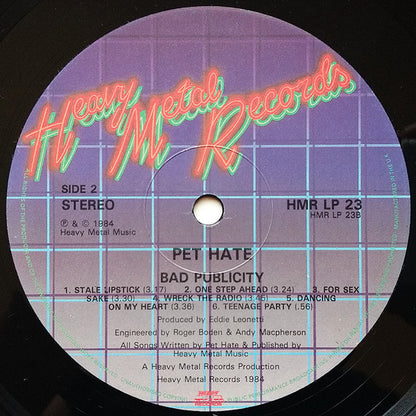 Heavy
Metal
Records
SIDE 2
STEREO
HMR LP 23
HMR LP 23B
℗ & © 1984
Heavy Metal Music
PET HATE
BAD PUBLICITY
1. STALE LIPSTICK (3.17) 2. ONE STEP AHEAD (3.24) 3. FOR SEX
SAKE (3.30) 4. WRECK THE RADIO (3.46) 5. DANCING
ON MY HEART (3.36) 6. TEENAGE PARTY (.56)
Produced by Eddie Leonetti
Engineered by Roger Boden & Andy Macpherson
All Songs Written by Pet Hate & Published by
Heavy Metal Music
A Heavy Metal Records Production
Heavy Metal Records 1984